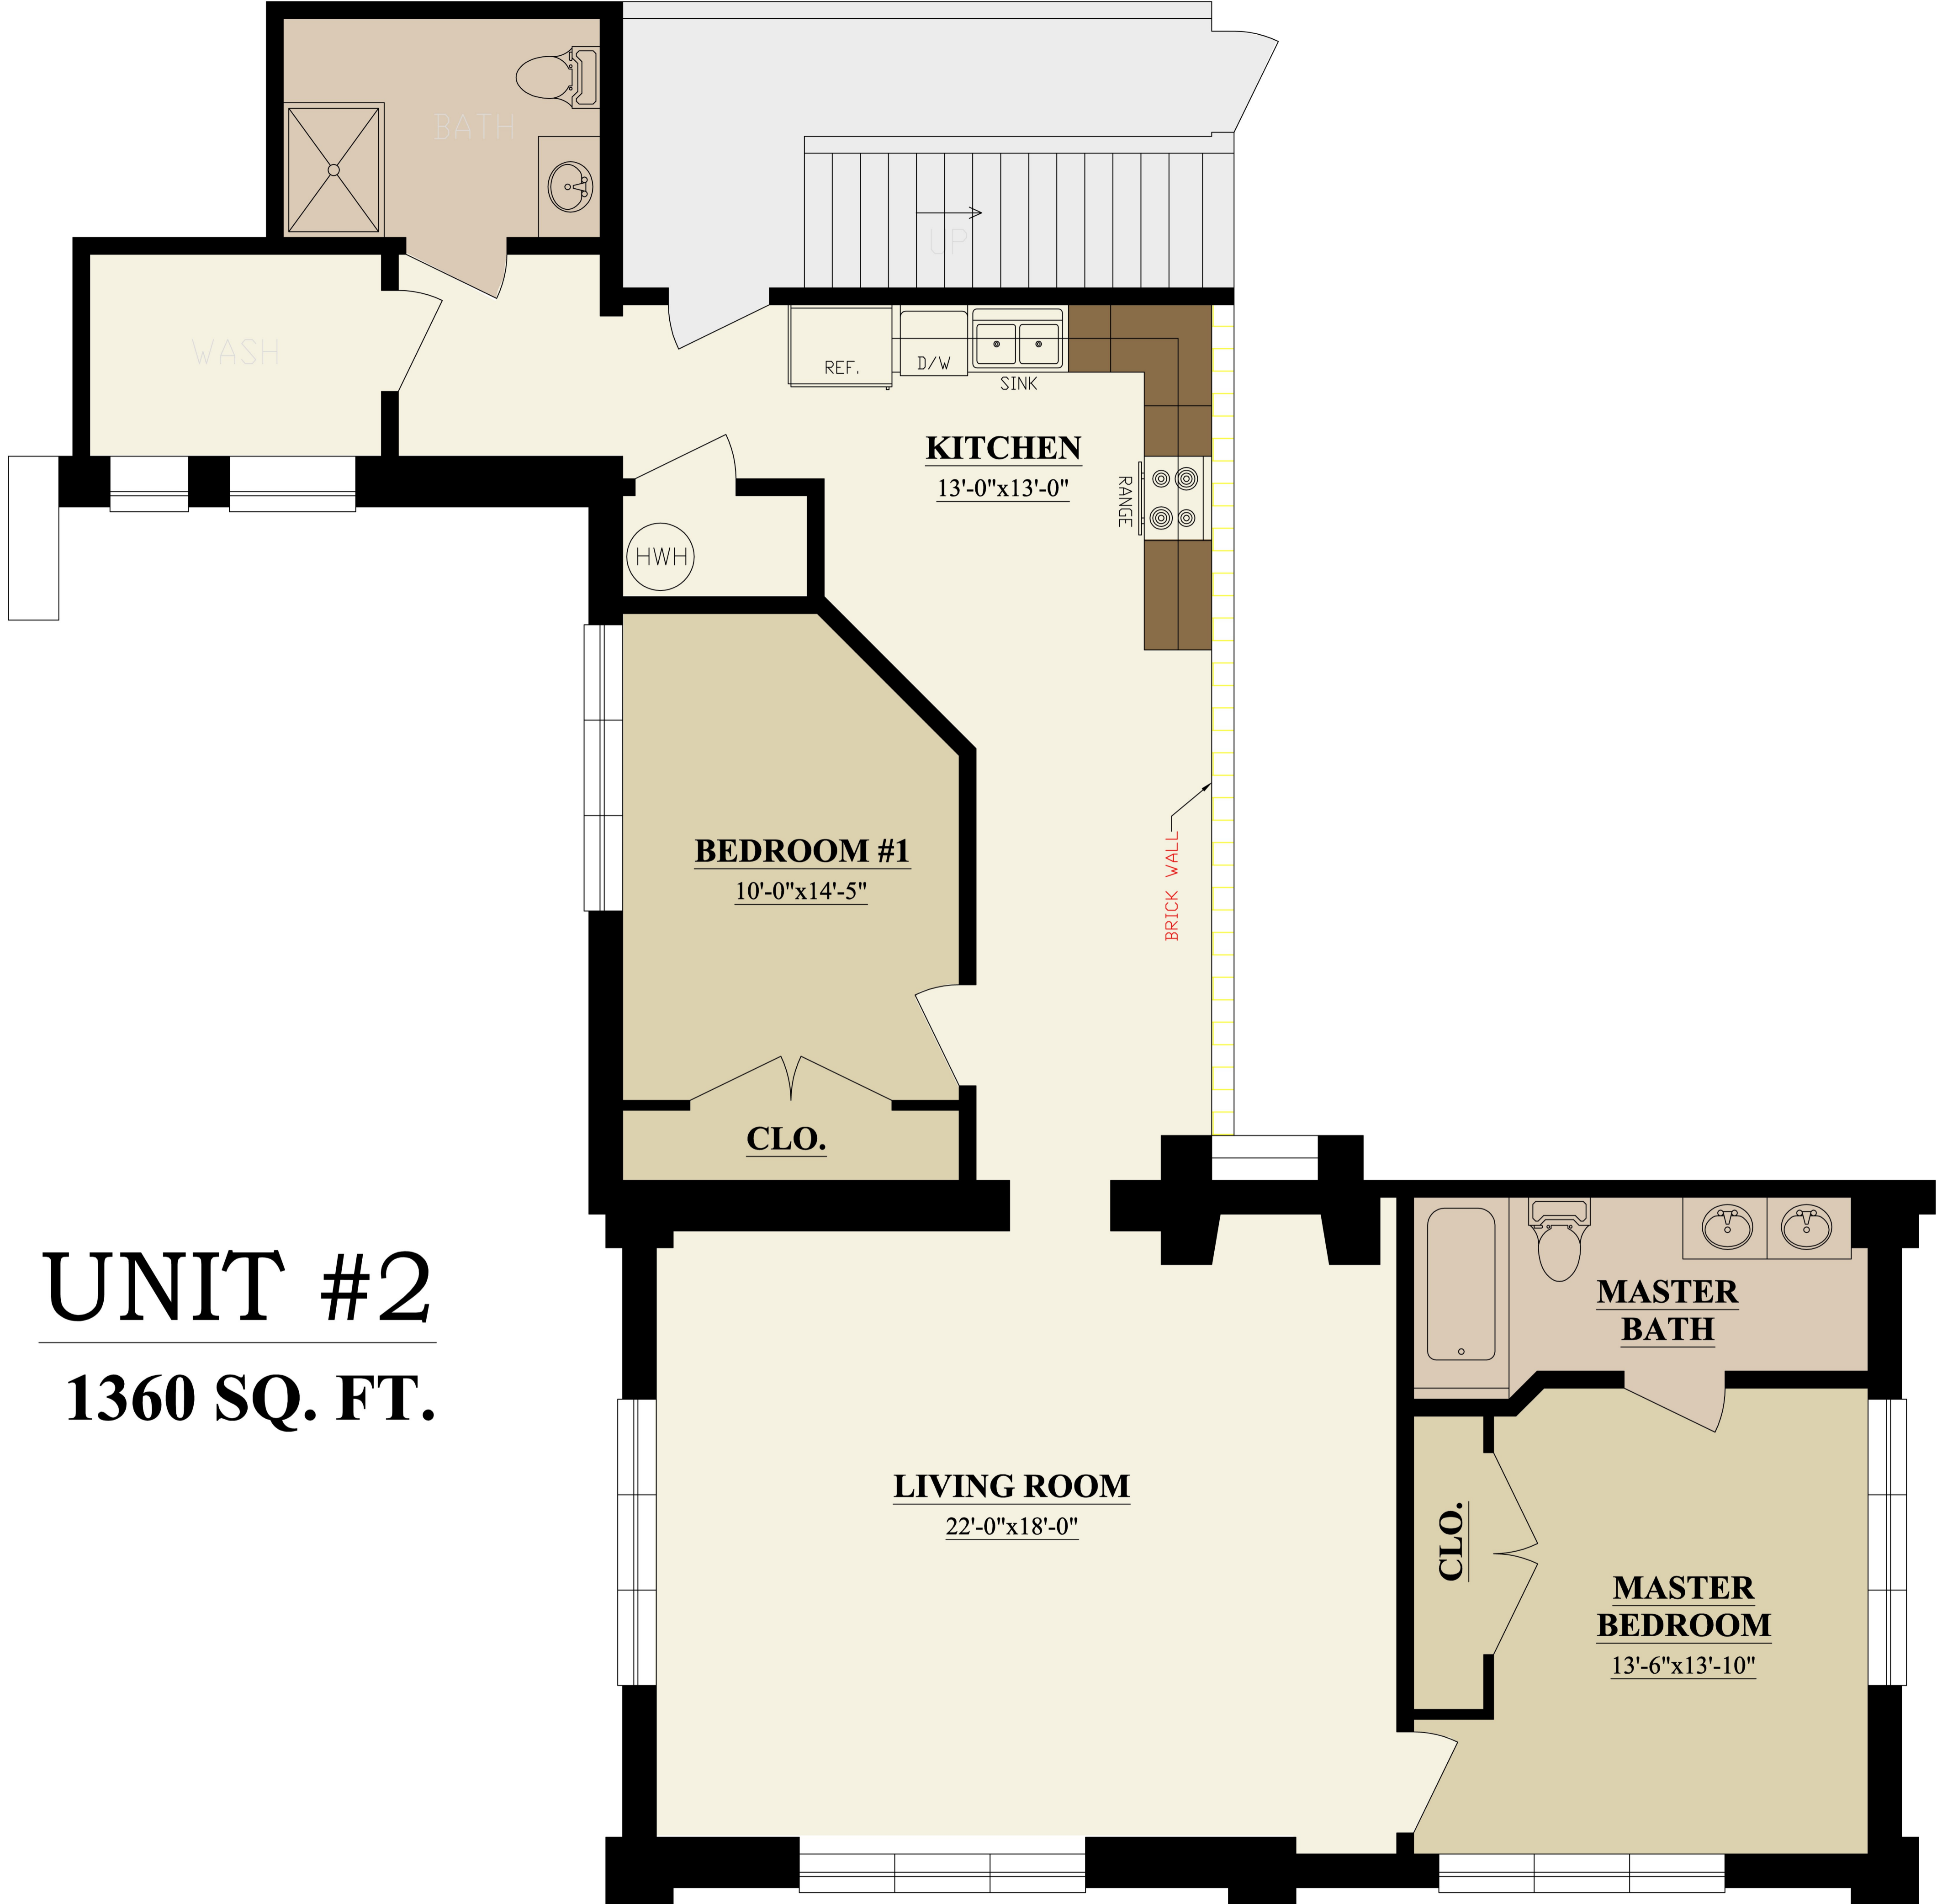 BATH
UP
WASH
REF.
D/W
SINK
KITCHEN
13'-0"x13'-0"
RANGE
HWH
BEDROOM #1
10'-0"x14'-5"
BRICK WALL
CLO.
UNIT #2
1360 SQ. FT.
MASTER
BATH
LIVING ROOM
22'-0"x18'-0"
CLO.
MASTER
BEDROOM
13'-6"x13'-10"